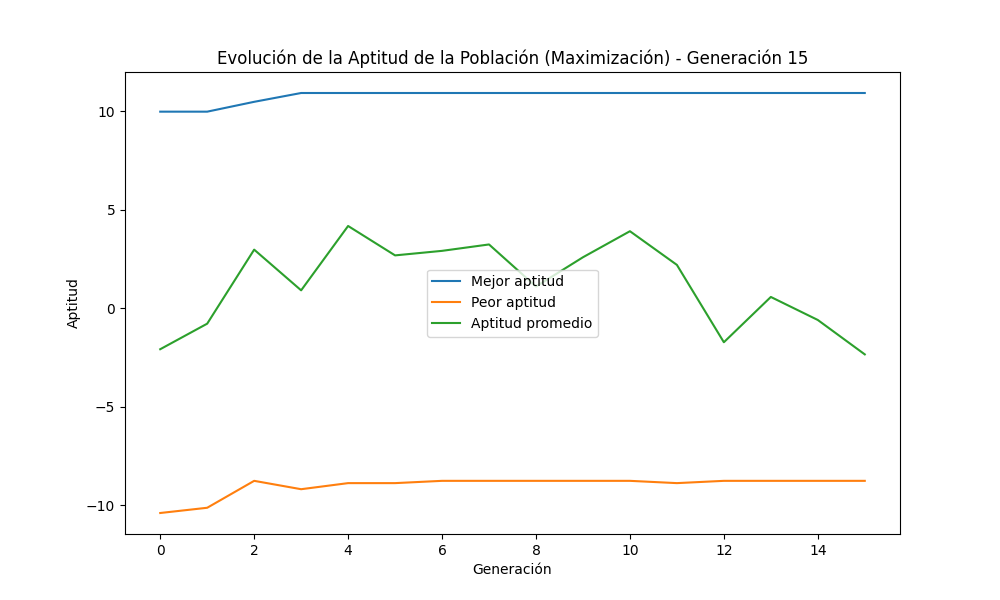 Evolución de la Aptitud de la Población (Maximización) - Generación 15
10
5
0
−5
−10
Aptitud
Mejor aptitud
Peor aptitud
Aptitud promedio
0 2 4 6 8 10 12 14
Generación